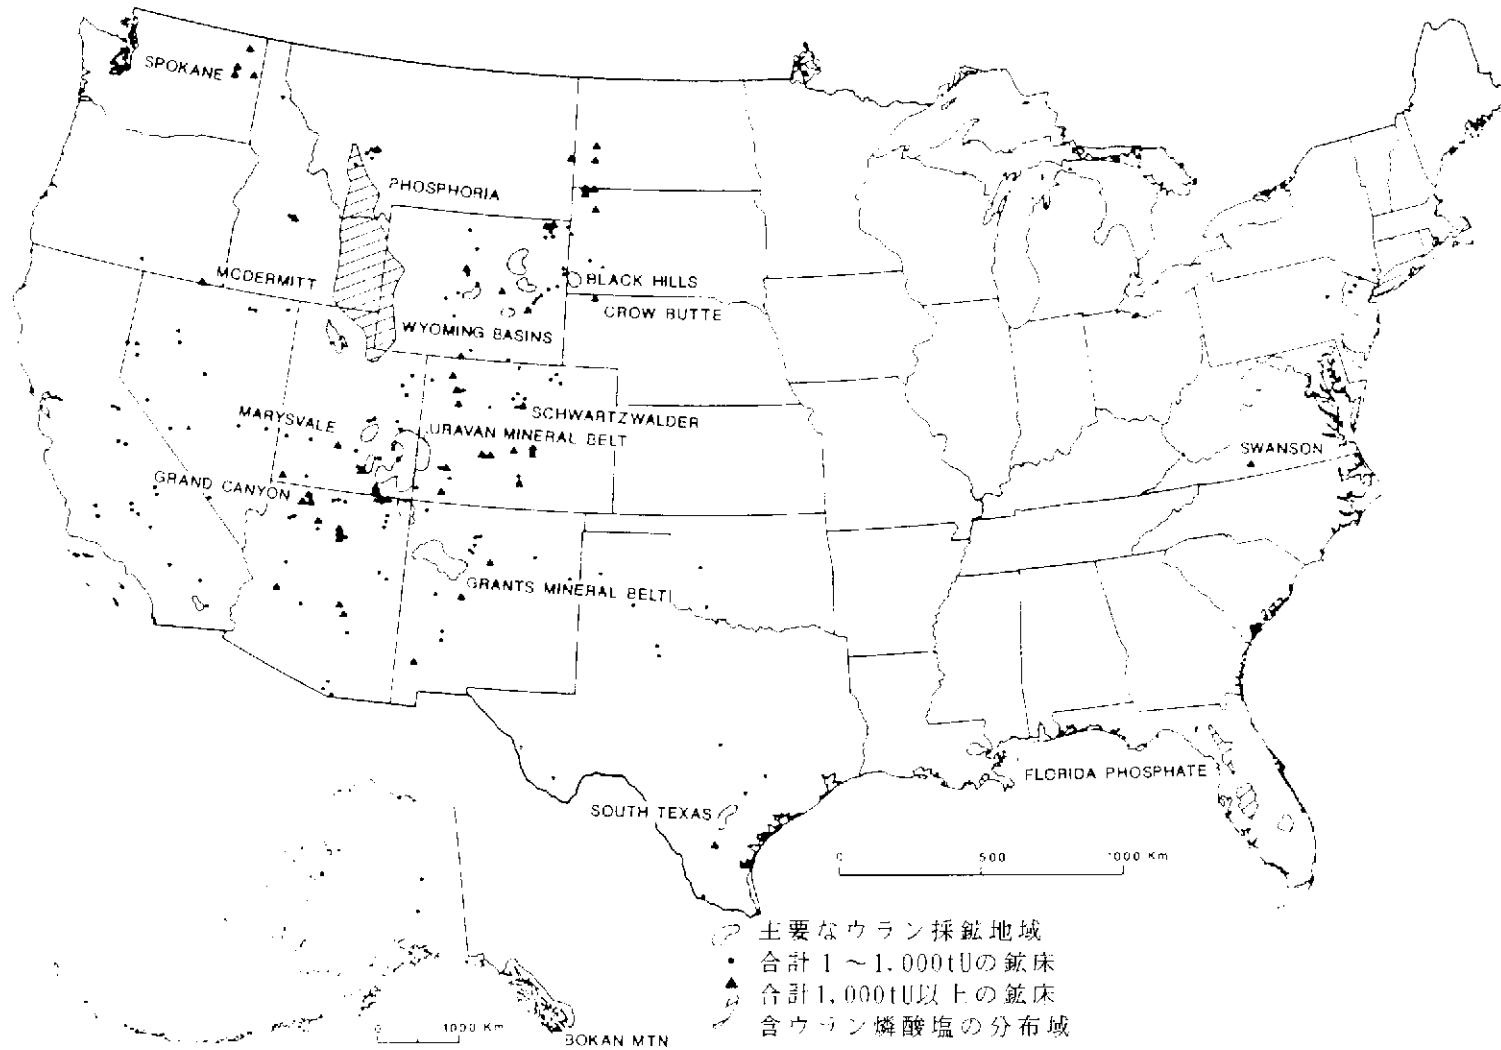 SPOKANE
PHOSPHORIA
MCDERMITT
BLACK HILLS
CROW BUTTE
WYOMING BASINS
SCHWARTZWALDER
MARYSVALE
URAVAN MINERAL BELT
SWANSON
GRAND CANYON
GRANTS MINERAL BELT
FLORIDA PHOSPHATE
SOUTH TEXAS
0 500 1000 Km
主要なウラン採鉱地域
合計1～1.000tUの鉱床
合計1,000tU以上の鉱床
含ウラン燐酸塩の分布域
0 1000 Km
BOKAN MTN